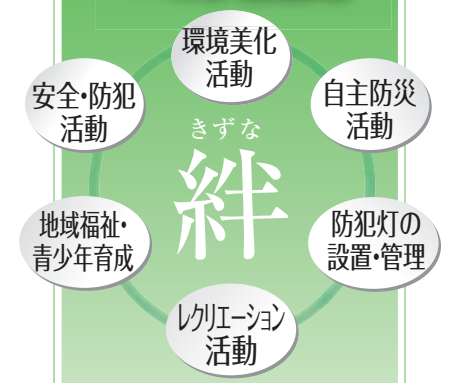 環境美化
活動
安全・防犯
活動
自主防災
活動
きずな
絆
地域福祉・
青少年育成
防犯灯の
設置・管理
レクリエーション
活動